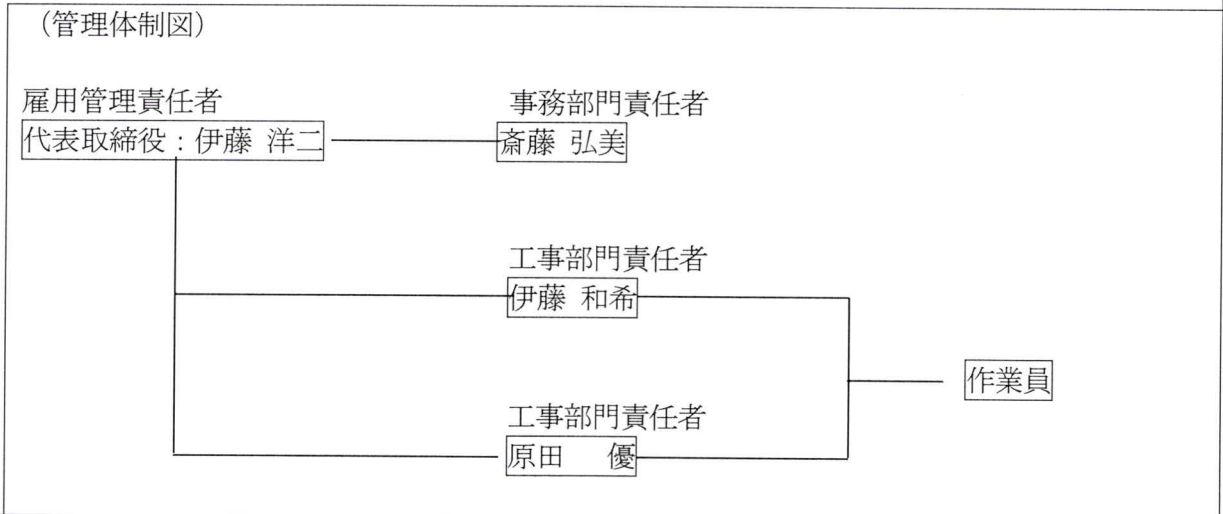 （管理体制図）
雇用管理責任者
事務部門責任者
代表取締役：伊藤 洋二
斎藤 弘美
工事部門責任者
伊藤 和希
作業員
工事部門責任者
原田　優